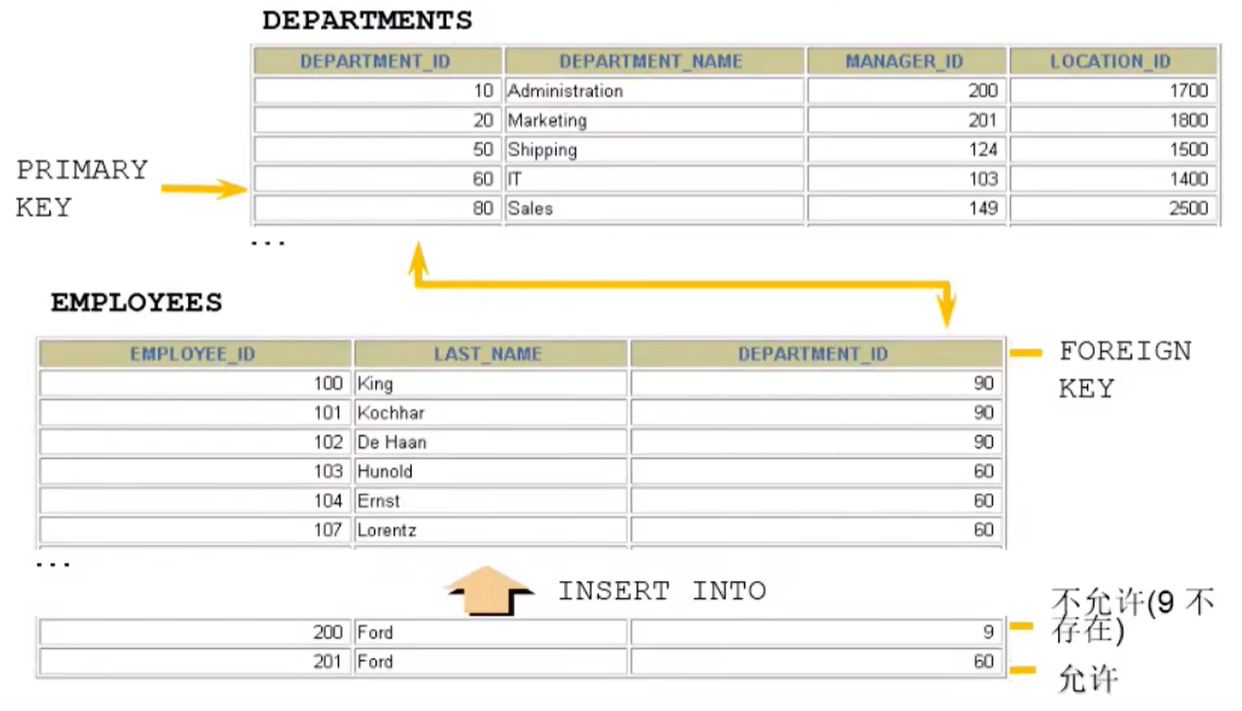 DEPARTMENTS
DEPARTMENT_ID DEPARTMENT_NAME MANAGER_ID LOCATION_ID
10 Administration 200 1700
20 Marketing 201 1800
50 Shipping 124 1500
60 IT 103 1400
80 Sales 149 2500
...
PRIMARY
KEY
EMPLOYEES
EMPLOYEE_ID LAST_NAME DEPARTMENT_ID
100 King 90
101 Kochhar 90
102 De Haan 90
103 Hunold 60
104 Ernst 60
107 Lorentz 60
...
FOREIGN
KEY
INSERT INTO
200 Ford 9
201 Ford 60
不允许(9 不
存在)
允许